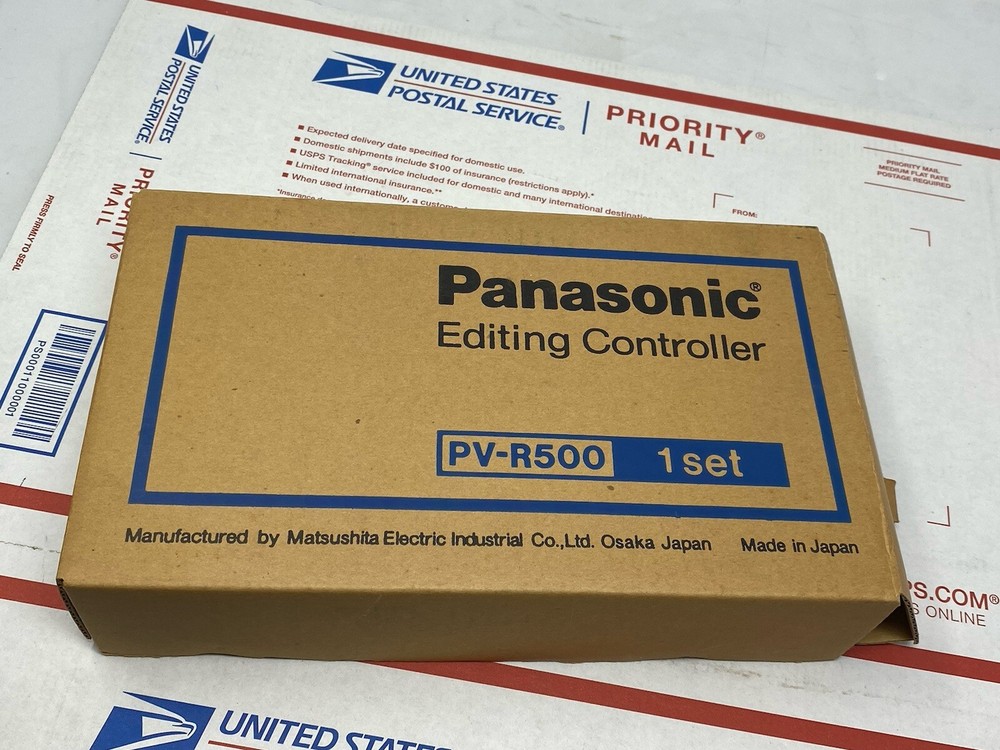 UNITED STATES
POSTAL SERVICE®
PRIORITY®
MAIL
Expected delivery date specified for domestic use.
Domestic shipments include $100 of insurance (restrictions apply).*
USPS Tracking® service included for domestic and many international
Limited international insurance.**
When used internationally, a
*Insurance
FROM:
PRIORITY MAIL
MEDIUM FLAT RATE
POSTAGE REQUIRED
UNITED STATES
POSTAL SERVICE®
PRIORITY®
MAIL
PRESS FIRMLY TO SEAL
PS00011000001
Panasonic®
Editing Controller
PV-R500 1 set
Manufactured by Matsushita Electric Industrial Co.,Ltd. Osaka Japan Made in Japan
PS.COM®
ONLINE
UNITED STATES